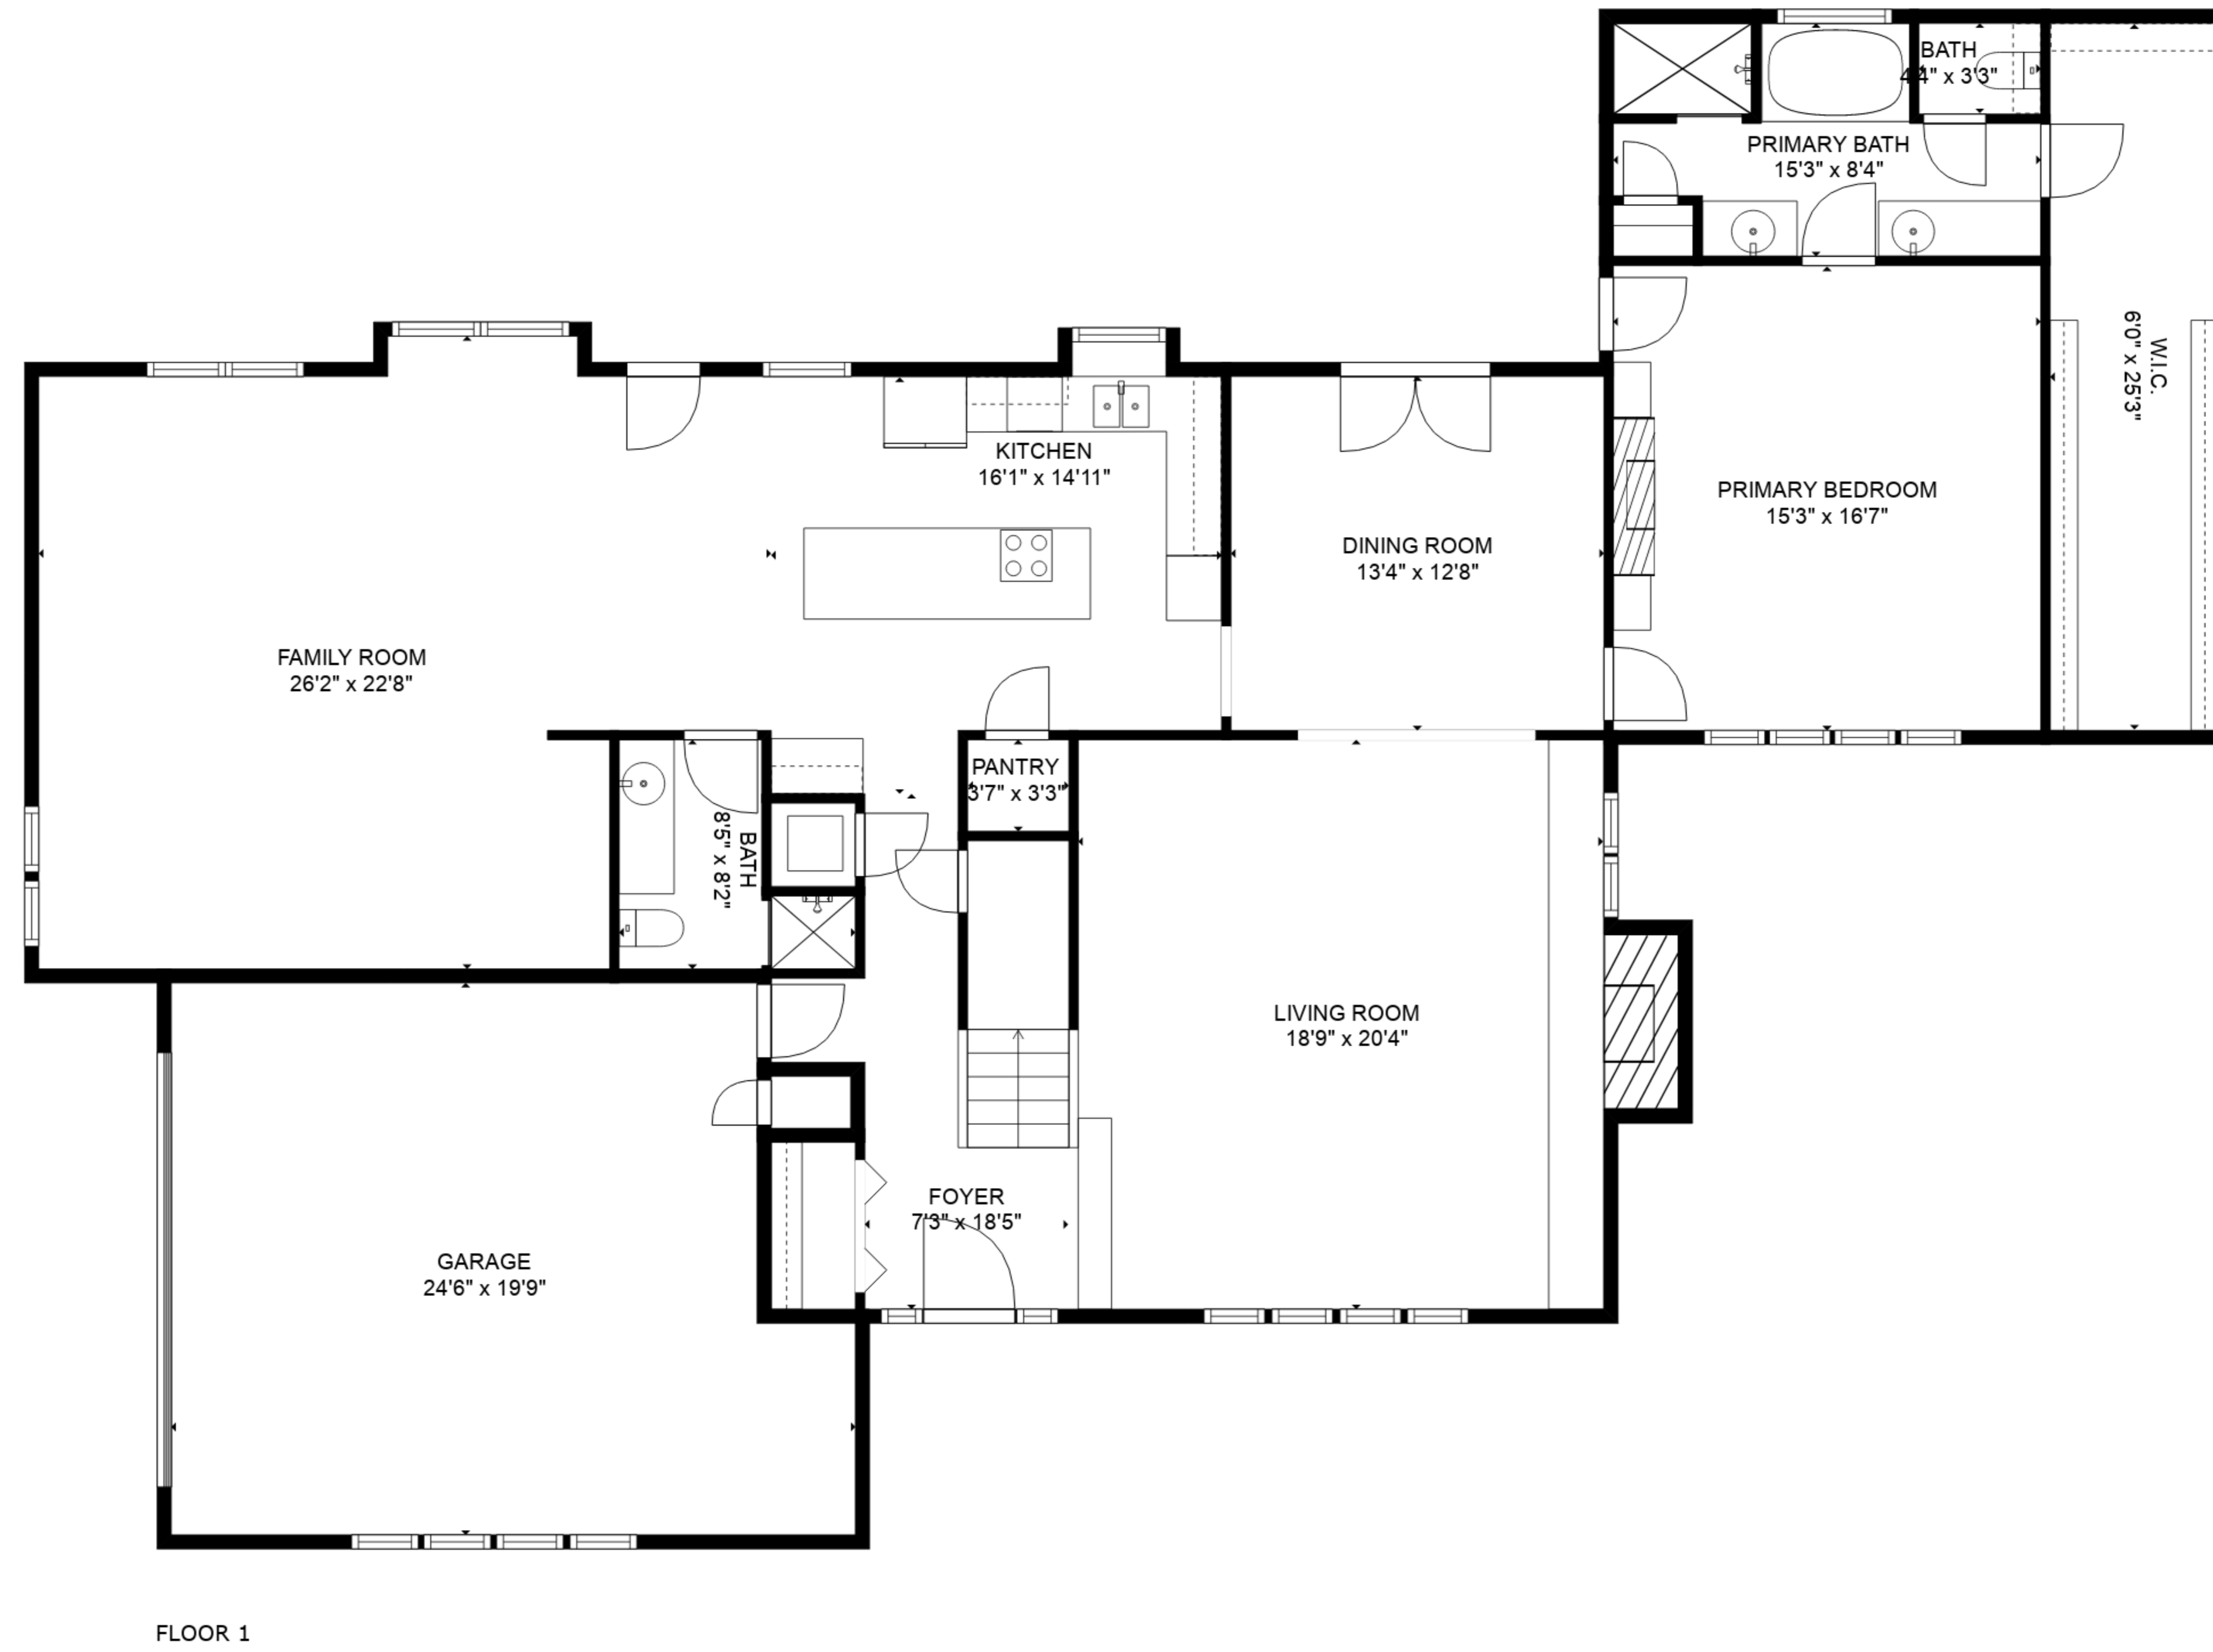 BATH
4'4" x 3'3"
PRIMARY BATH
15'3" x 8'4"
W.I.C.
6'0" x 25'3"
KITCHEN
16'1" x 14'11"
PRIMARY BEDROOM
15'3" x 16'7"
DINING ROOM
13'4" x 12'8"
FAMILY ROOM
26'2" x 22'8"
PANTRY
3'7" x 3'3"
BATH
8'5" x 8'2"
LIVING ROOM
18'9" x 20'4"
FOYER
7'3" x 18'5"
GARAGE
24'6" x 19'9"
FLOOR 1